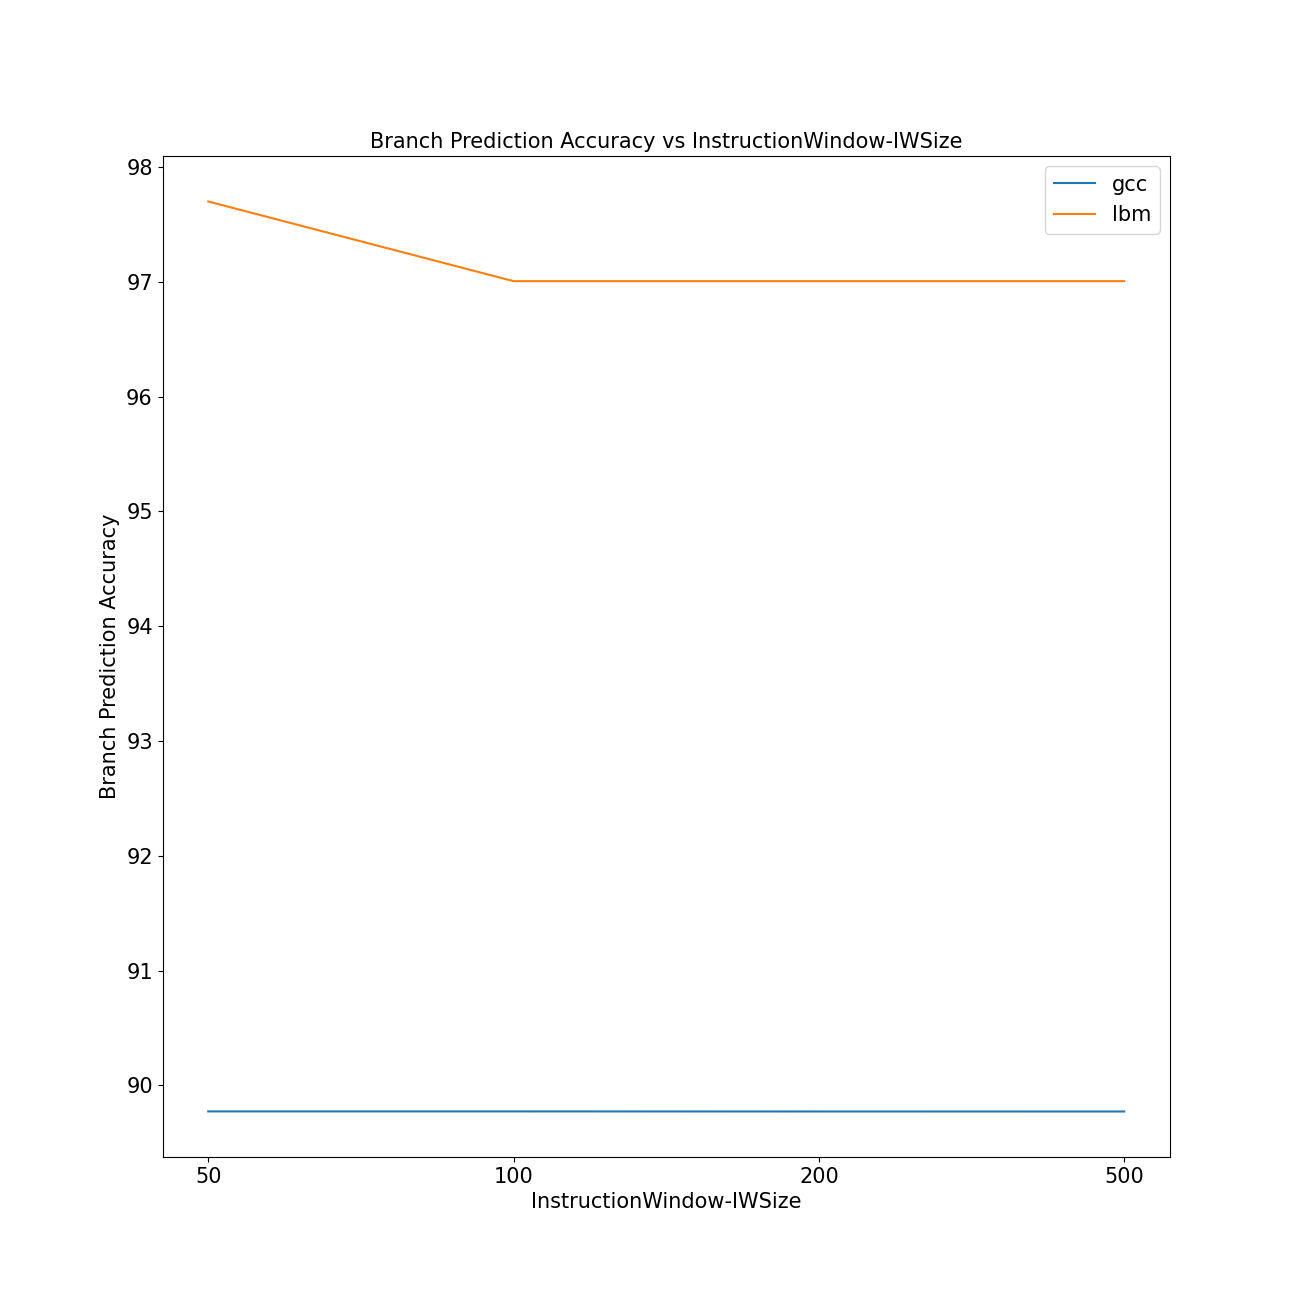 Branch Prediction Accuracy vs InstructionWindow-IWSize
gcc
lbm
98
97
96
95
94
93
92
91
90
Branch Prediction Accuracy
50 100 200 500
InstructionWindow-IWSize